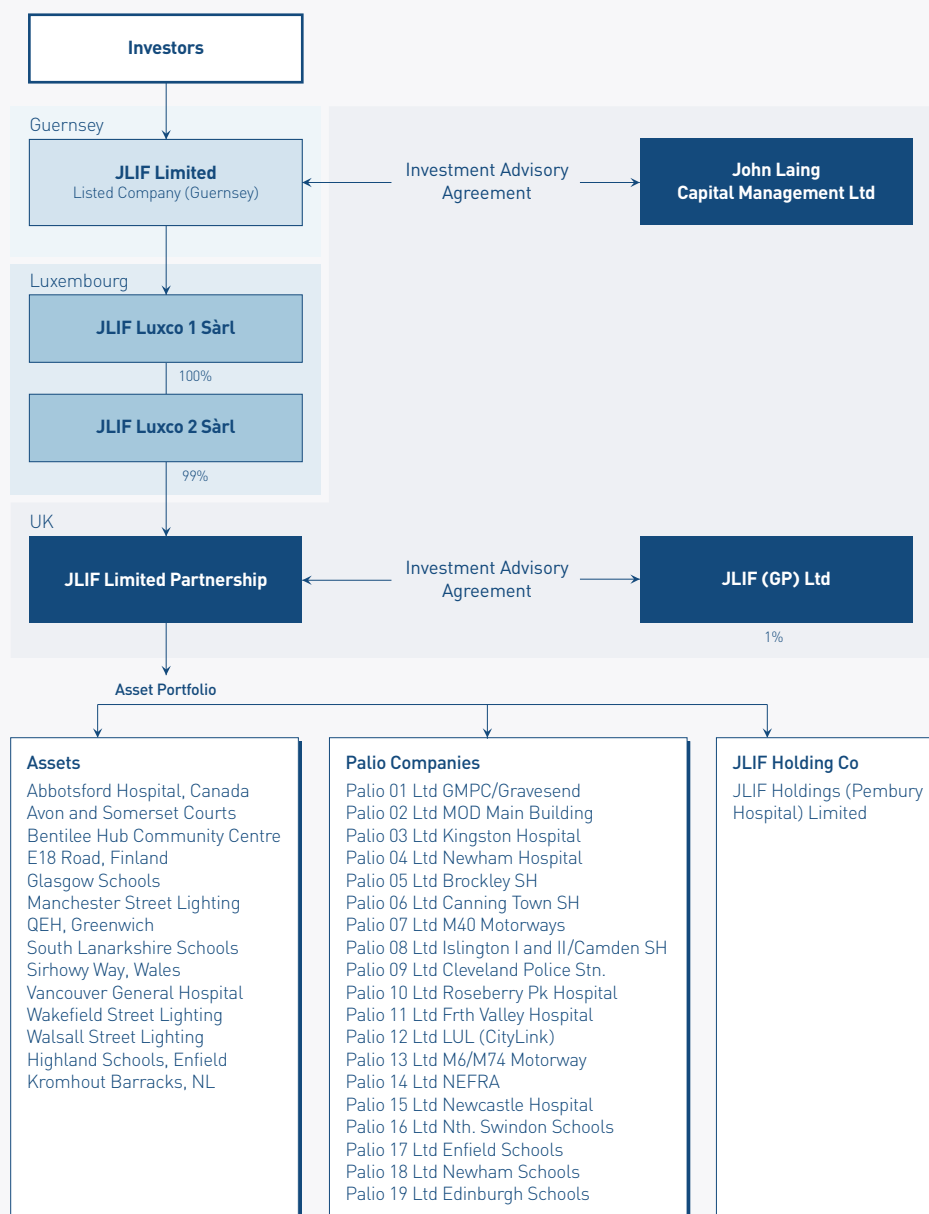 Investors
Guernsey
JLIF Limited
Listed Company (Guernsey)
Investment Advisory
Agreement
John Laing
Capital Management Ltd
Luxembourg
JLIF Luxco 1 Sàrl
100%
JLIF Luxco 2 Sàrl
99%
UK
JLIF Limited Partnership
Investment Advisory
Agreement
JLIF (GP) Ltd
1%
Asset Portfolio
Assets
Abbotsford Hospital, Canada
Avon and Somerset Courts
Bentilee Hub Community Centre
E18 Road, Finland
Glasgow Schools
Manchester Street Lighting
QEH, Greenwich
South Lanarkshire Schools
Sirhowy Way, Wales
Vancouver General Hospital
Wakefield Street Lighting
Walsall Street Lighting
Highland Schools, Enfield
Kromhout Barracks, NL
Palio Companies
Palio 01 Ltd GMPC/Gravesend
Palio 02 Ltd MOD Main Building
Palio 03 Ltd Kingston Hospital
Palio 04 Ltd Newham Hospital
Palio 05 Ltd Brockley SH
Palio 06 Ltd Canning Town SH
Palio 07 Ltd M40 Motorways
Palio 08 Ltd Islington I and II/Camden SH
Palio 09 Ltd Cleveland Police Stn.
Palio 10 Ltd Roseberry Pk Hospital
Palio 11 Ltd Frth Valley Hospital
Palio 12 Ltd LUL (CityLink)
Palio 13 Ltd M6/M74 Motorway
Palio 14 Ltd NEFRA
Palio 15 Ltd Newcastle Hospital
Palio 16 Ltd Nth. Swindon Schools
Palio 17 Ltd Enfield Schools
Palio 18 Ltd Newham Schools
Palio 19 Ltd Edinburgh Schools
JLIF Holding Co
JLIF Holdings (Pembury
Hospital) Limited